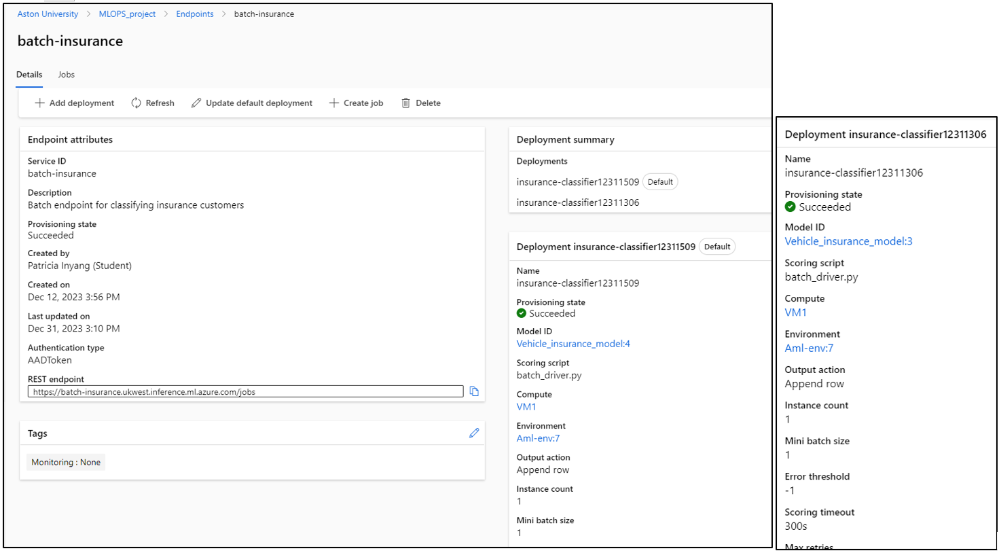 Aston University > MLOPS_project > Endpoints > batch-insurance
batch-insurance
Details Jobs
Add deployment Refresh Update default deployment Create job Delete
Endpoint attributes
Service ID
batch-insurance
Description
Batch endpoint for classifying insurance customers
Provisioning state
Succeeded
Created by
Patricia Inyang (Student)
Created on
Dec 12, 2023 3:56 PM
Last updated on
Dec 31, 2023 3:10 PM
Authentication type
AADToken
REST endpoint
https://batch-insurance.ukwest.inference.ml.azure.com/jobs
Tags
Monitoring : None
Deployment summary
Deployments
insurance-classifier12311509 Default
insurance-classifier12311306
Deployment insurance-classifier12311509 Default
Name
insurance-classifier12311509
Provisioning state
Succeeded
Model ID
Vehicle_insurance_model:4
Scoring script
batch_driver.py
Compute
VM1
Environment
Aml-env:7
Output action
Append row
Instance count
1
Mini batch size
1
Deployment insurance-classifier12311306
Name
insurance-classifier12311306
Provisioning state
Succeeded
Model ID
Vehicle_insurance_model:3
Scoring script
batch_driver.py
Compute
VM1
Environment
Aml-env:7
Output action
Append row
Instance count
1
Mini batch size
1
Error threshold
-1
Scoring timeout
300s
Max retries